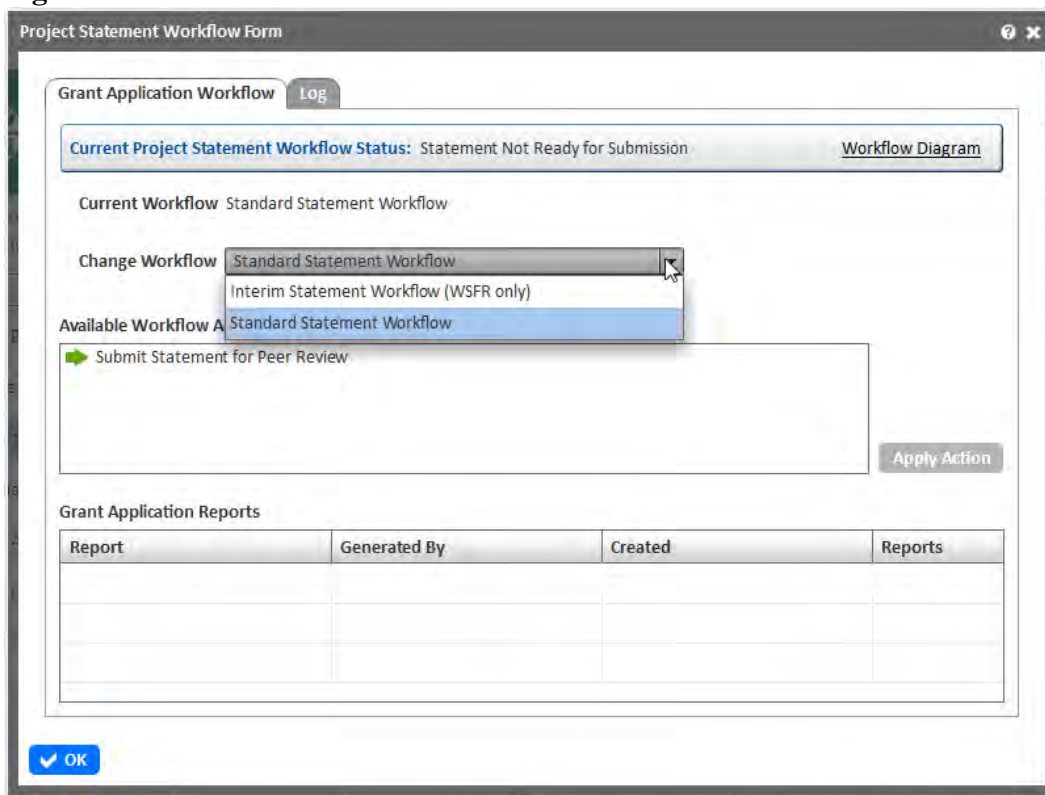 Project Statement Workflow Form
Grant Application Workflow Log
Current Project Statement Workflow Status: Statement Not Ready for Submission Workflow Diagram
Current Workflow Standard Statement Workflow
Change Workflow Standard Statement Workflow
Interim Statement Workflow (WSFR only)
Standard Statement Workflow
Available Workflow A
Submit Statement for Peer Review
Apply Action
Grant Application Reports
Report Generated By Created Reports
OK